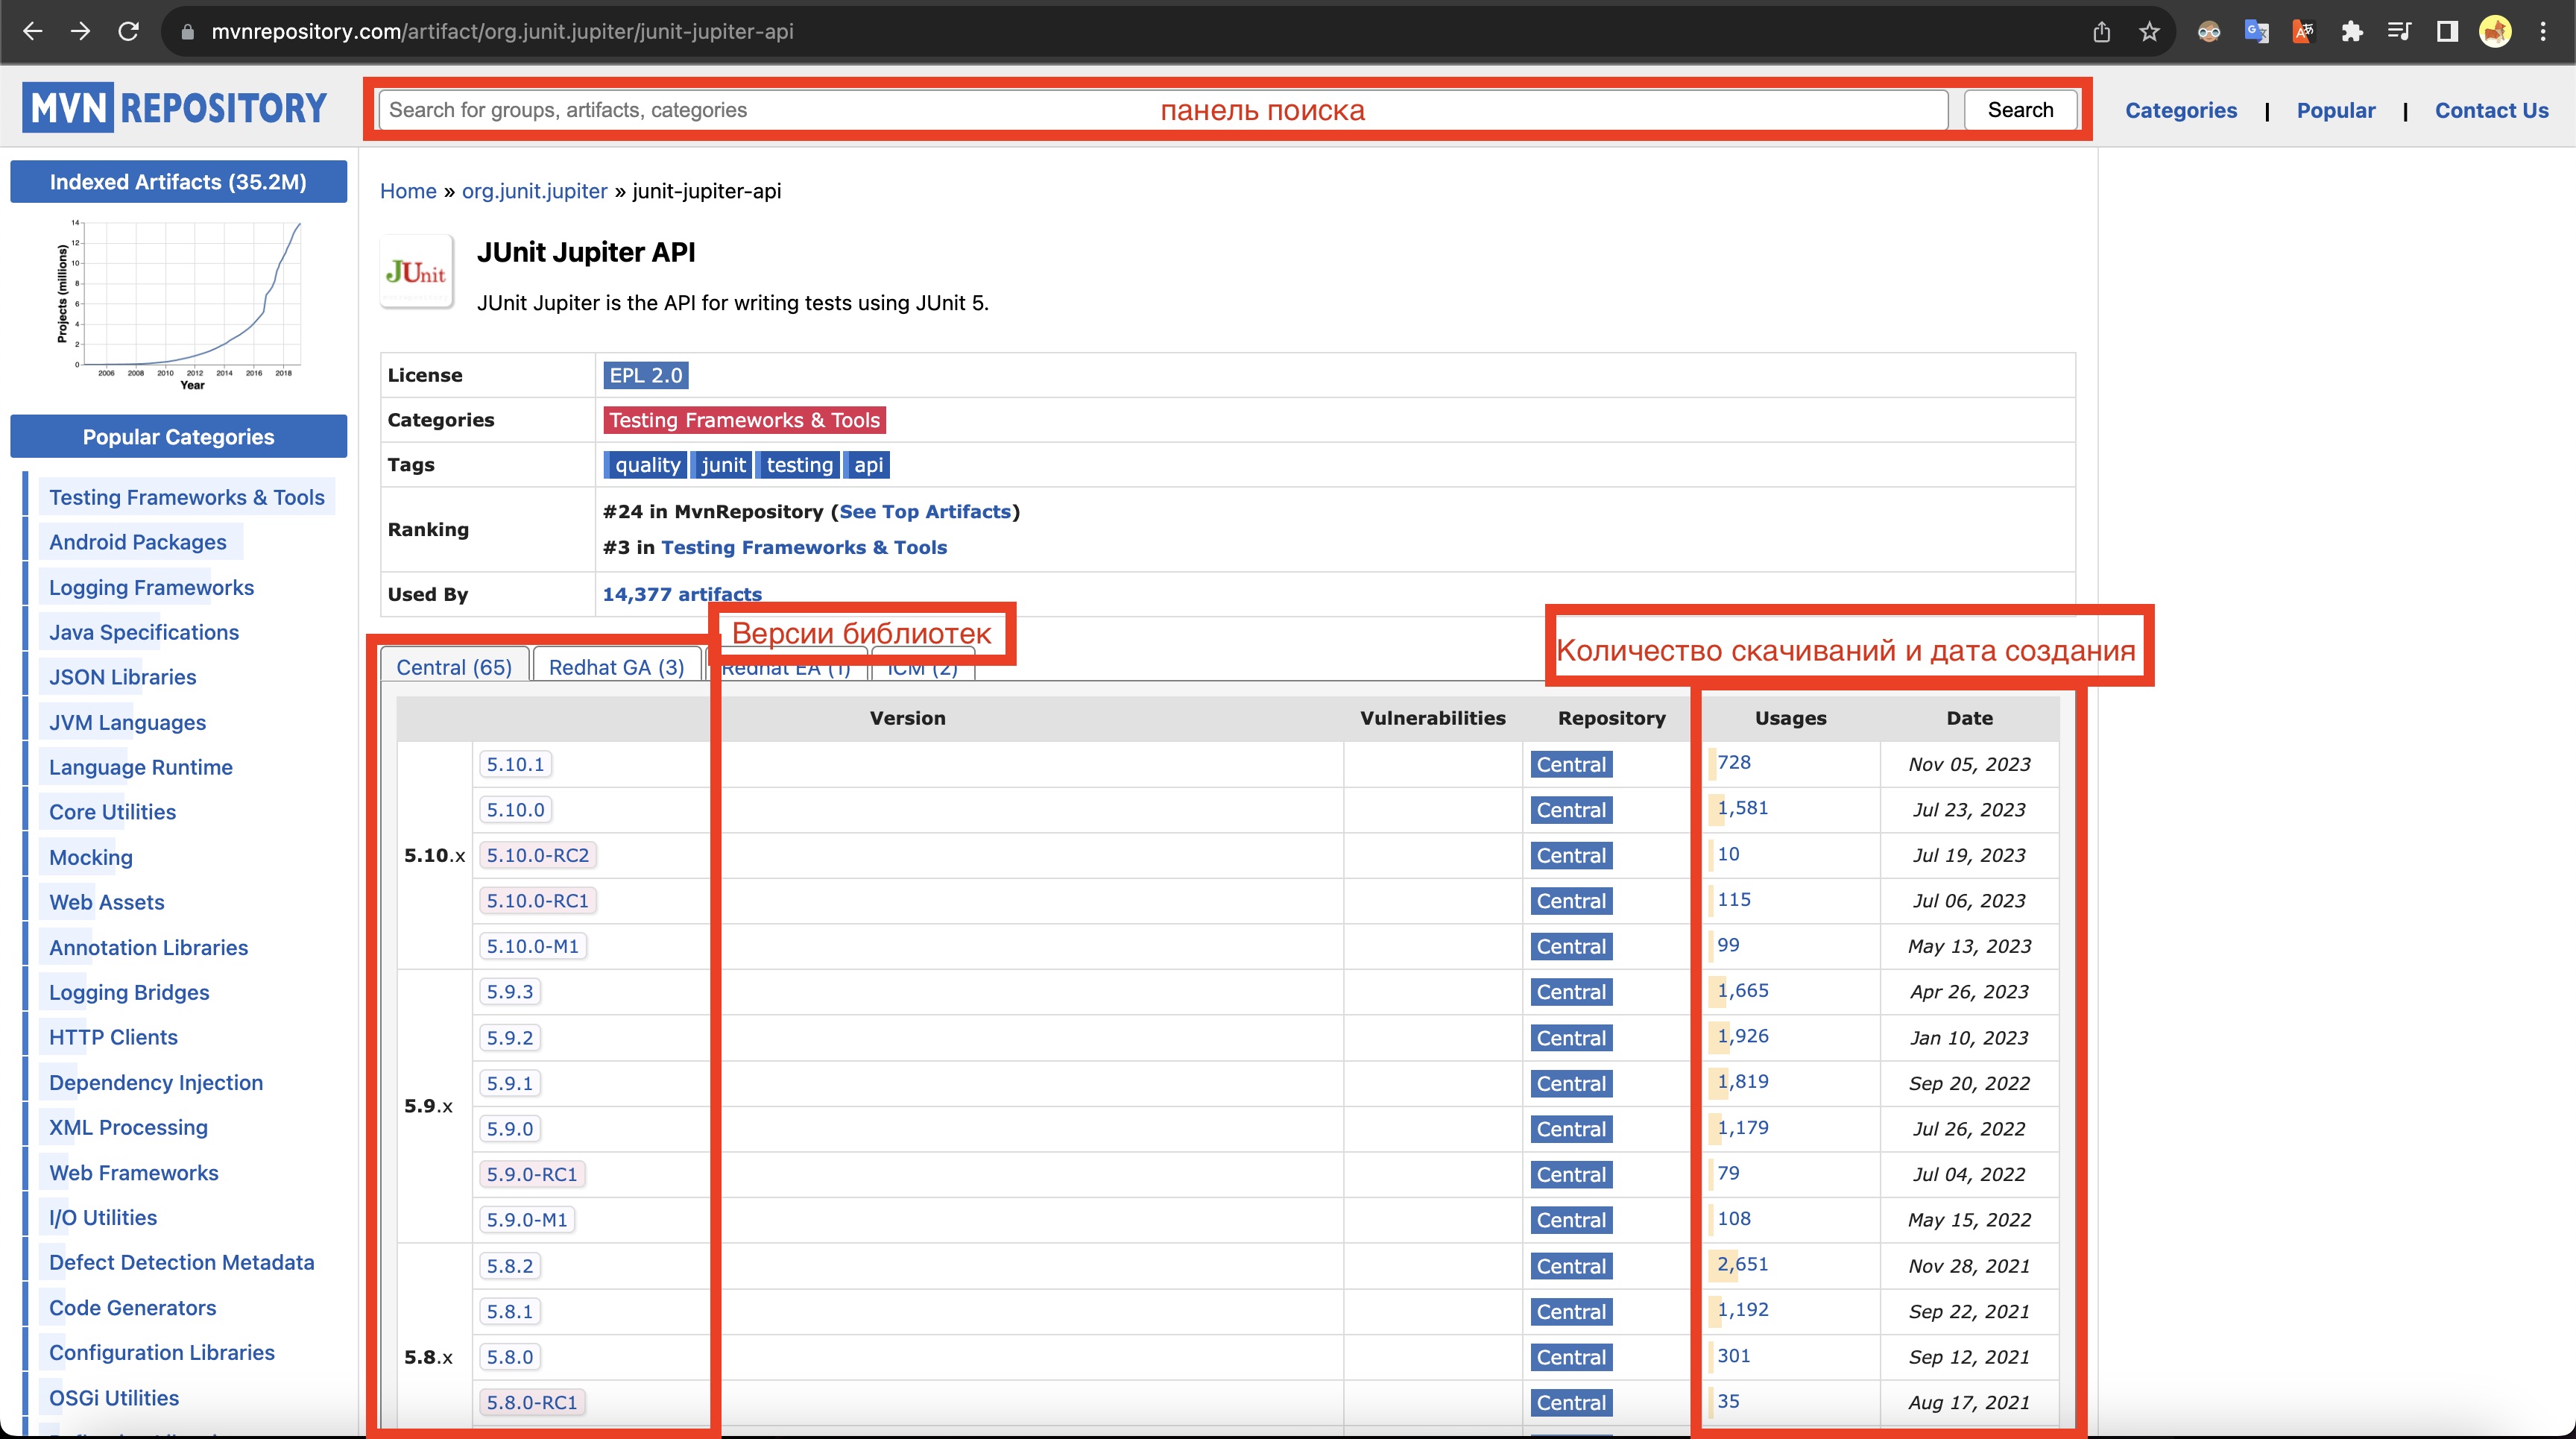 mvnrepository.com/artifact/org.junit.jupiter/junit-jupiter-api
MVN REPOSITORY
Search for groups, artifacts, categories
панель поиска
Search
Categories | Popular | Contact Us
Indexed Artifacts (35.2M)
Projects (millions)
14
12
10
8
6
4
2
0
2006 2008 2010 2012 2014 2016 2018
Year
Popular Categories
Testing Frameworks & Tools
Android Packages
Logging Frameworks
Java Specifications
JSON Libraries
JVM Languages
Language Runtime
Core Utilities
Mocking
Web Assets
Annotation Libraries
Logging Bridges
HTTP Clients
Dependency Injection
XML Processing
Web Frameworks
I/O Utilities
Defect Detection Metadata
Code Generators
Configuration Libraries
OSGi Utilities
Home » org.junit.jupiter » junit-jupiter-api
JUnit
JUnit Jupiter API
JUnit Jupiter is the API for writing tests using JUnit 5.
License EPL 2.0
Categories Testing Frameworks & Tools
Tags quality junit testing api
Ranking #24 in MvnRepository (See Top Artifacts)
#3 in Testing Frameworks & Tools
Used By 14,377 artifacts
Версии библиотек
Количество скачиваний и дата создания
Central (65) Redhat GA (3) Redhat EA (1) ICM (2)
Version Vulnerabilities Repository Usages Date
5.10.x
5.10.1 Central 728 Nov 05, 2023
5.10.0 Central 1,581 Jul 23, 2023
5.10.0-RC2 Central 10 Jul 19, 2023
5.10.0-RC1 Central 115 Jul 06, 2023
5.10.0-M1 Central 99 May 13, 2023
5.9.x
5.9.3 Central 1,665 Apr 26, 2023
5.9.2 Central 1,926 Jan 10, 2023
5.9.1 Central 1,819 Sep 20, 2022
5.9.0 Central 1,179 Jul 26, 2022
5.9.0-RC1 Central 79 Jul 04, 2022
5.9.0-M1 Central 108 May 15, 2022
5.8.x
5.8.2 Central 2,651 Nov 28, 2021
5.8.1 Central 1,192 Sep 22, 2021
5.8.0 Central 301 Sep 12, 2021
5.8.0-RC1 Central 35 Aug 17, 2021